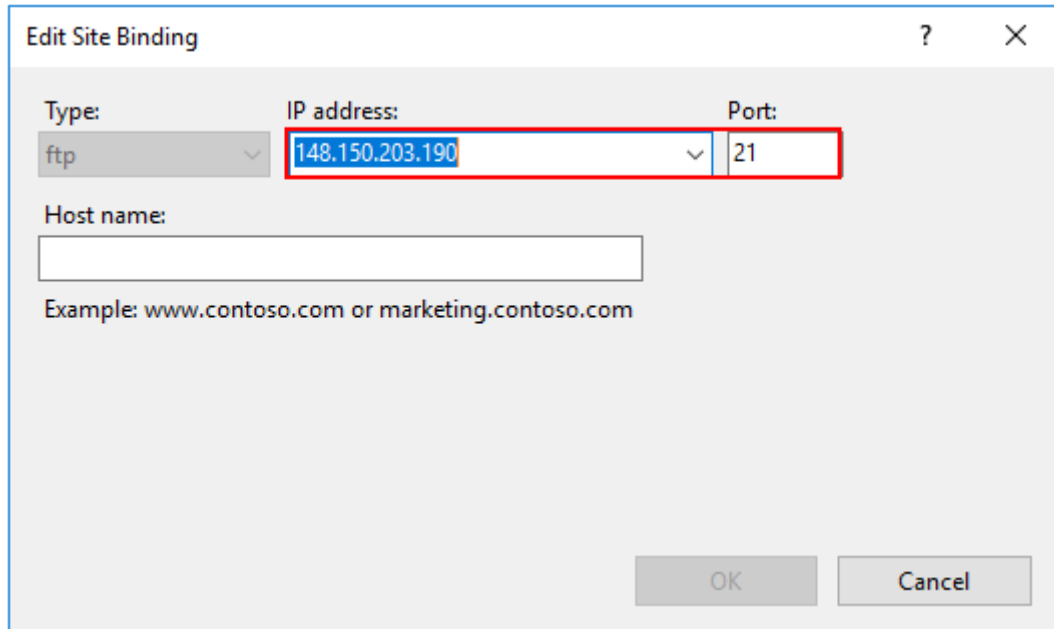 Edit Site Binding ?
Type: IP address: Port:
ftp 148.150.203.190 21
Host name:
Example: www.contoso.com or marketing.contoso.com
OK Cancel